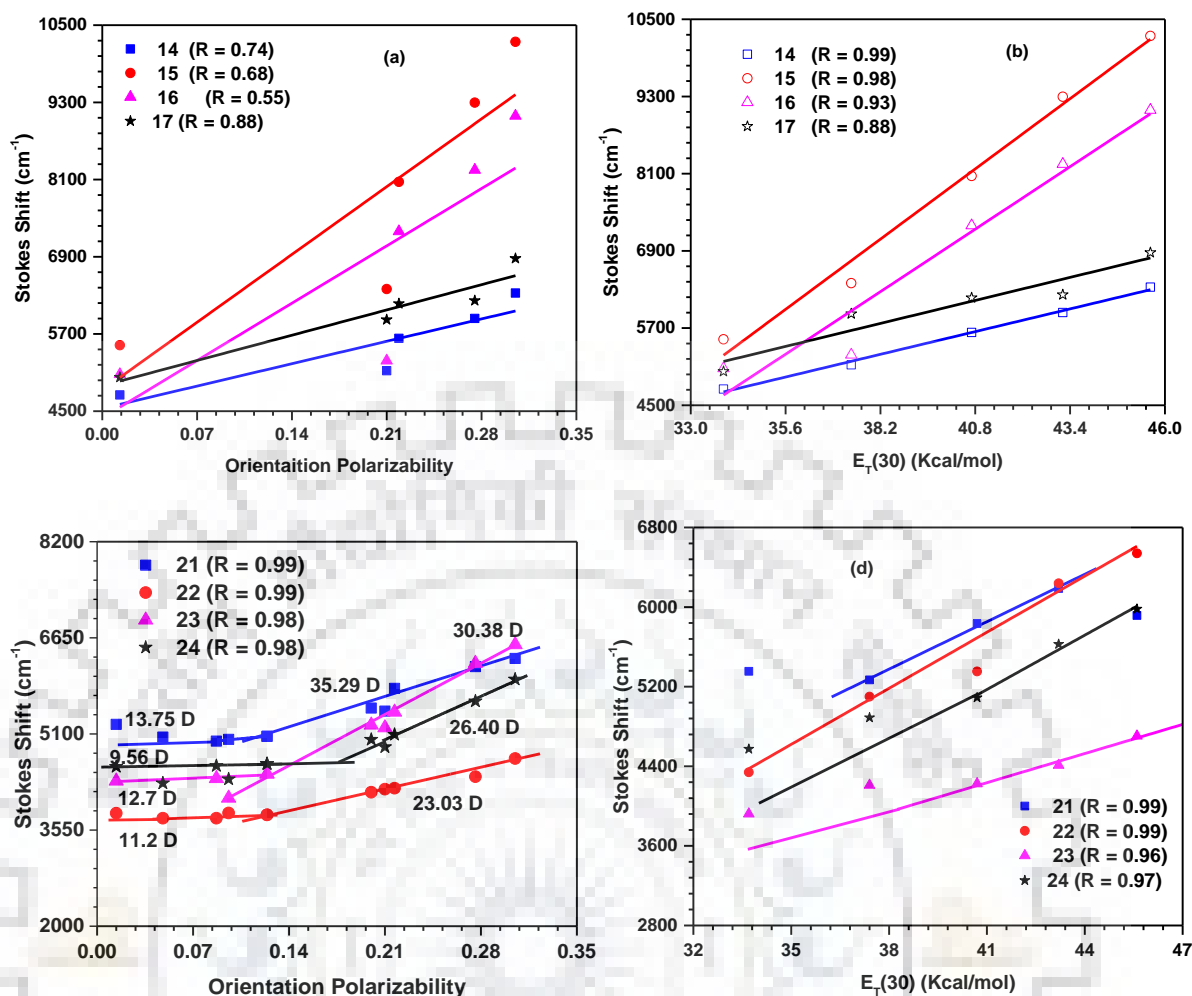 10500
9300
8100
6900
5700
4500
Stokes Shift (cm-1)
14 (R = 0.74)
15 (R = 0.68)
16 (R = 0.55)
17 (R = 0.88)
(a)
0.00 0.07 0.14 0.21 0.28 0.35
Orientaition Polarizability
10500
9300
8100
6900
5700
4500
Stokes Shift (cm-1)
14 (R = 0.99)
15 (R = 0.98)
16 (R = 0.93)
17 (R = 0.88)
(b)
33.0 35.6 38.2 40.8 43.4 46.0
ET(30) (Kcal/mol)
8200
6650
5100
3550
2000
Stokes Shift (cm-1)
21 (R = 0.99)
22 (R = 0.99)
23 (R = 0.98)
24 (R = 0.98)
30.38 D
35.29 D
13.75 D
26.40 D
9.56 D
12.7 D
23.03 D
11.2 D
0.00 0.07 0.14 0.21 0.28 0.35
Orientation Polarizability
6800
6000
5200
4400
3600
2800
Stokes Shift (cm-1)
(d)
21 (R = 0.99)
22 (R = 0.99)
23 (R = 0.96)
24 (R = 0.97)
32 35 38 41 44 47
ET(30) (Kcal/mol)